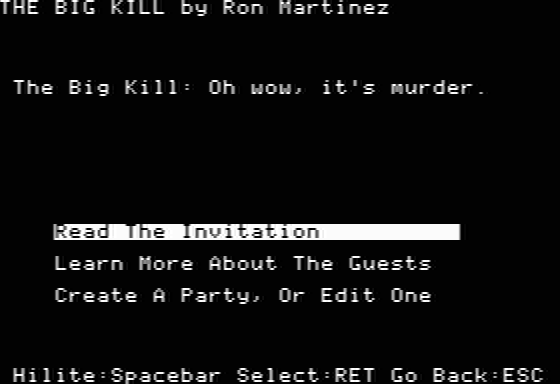 THE BIG KILL by Ron Martinez
The Big Kill: Oh wow, it's murder.
Read The Invitation
Learn More About The Guests
Create A Party, Or Edit One
Hilite:Spacebar Select:RET Go Back:ESC